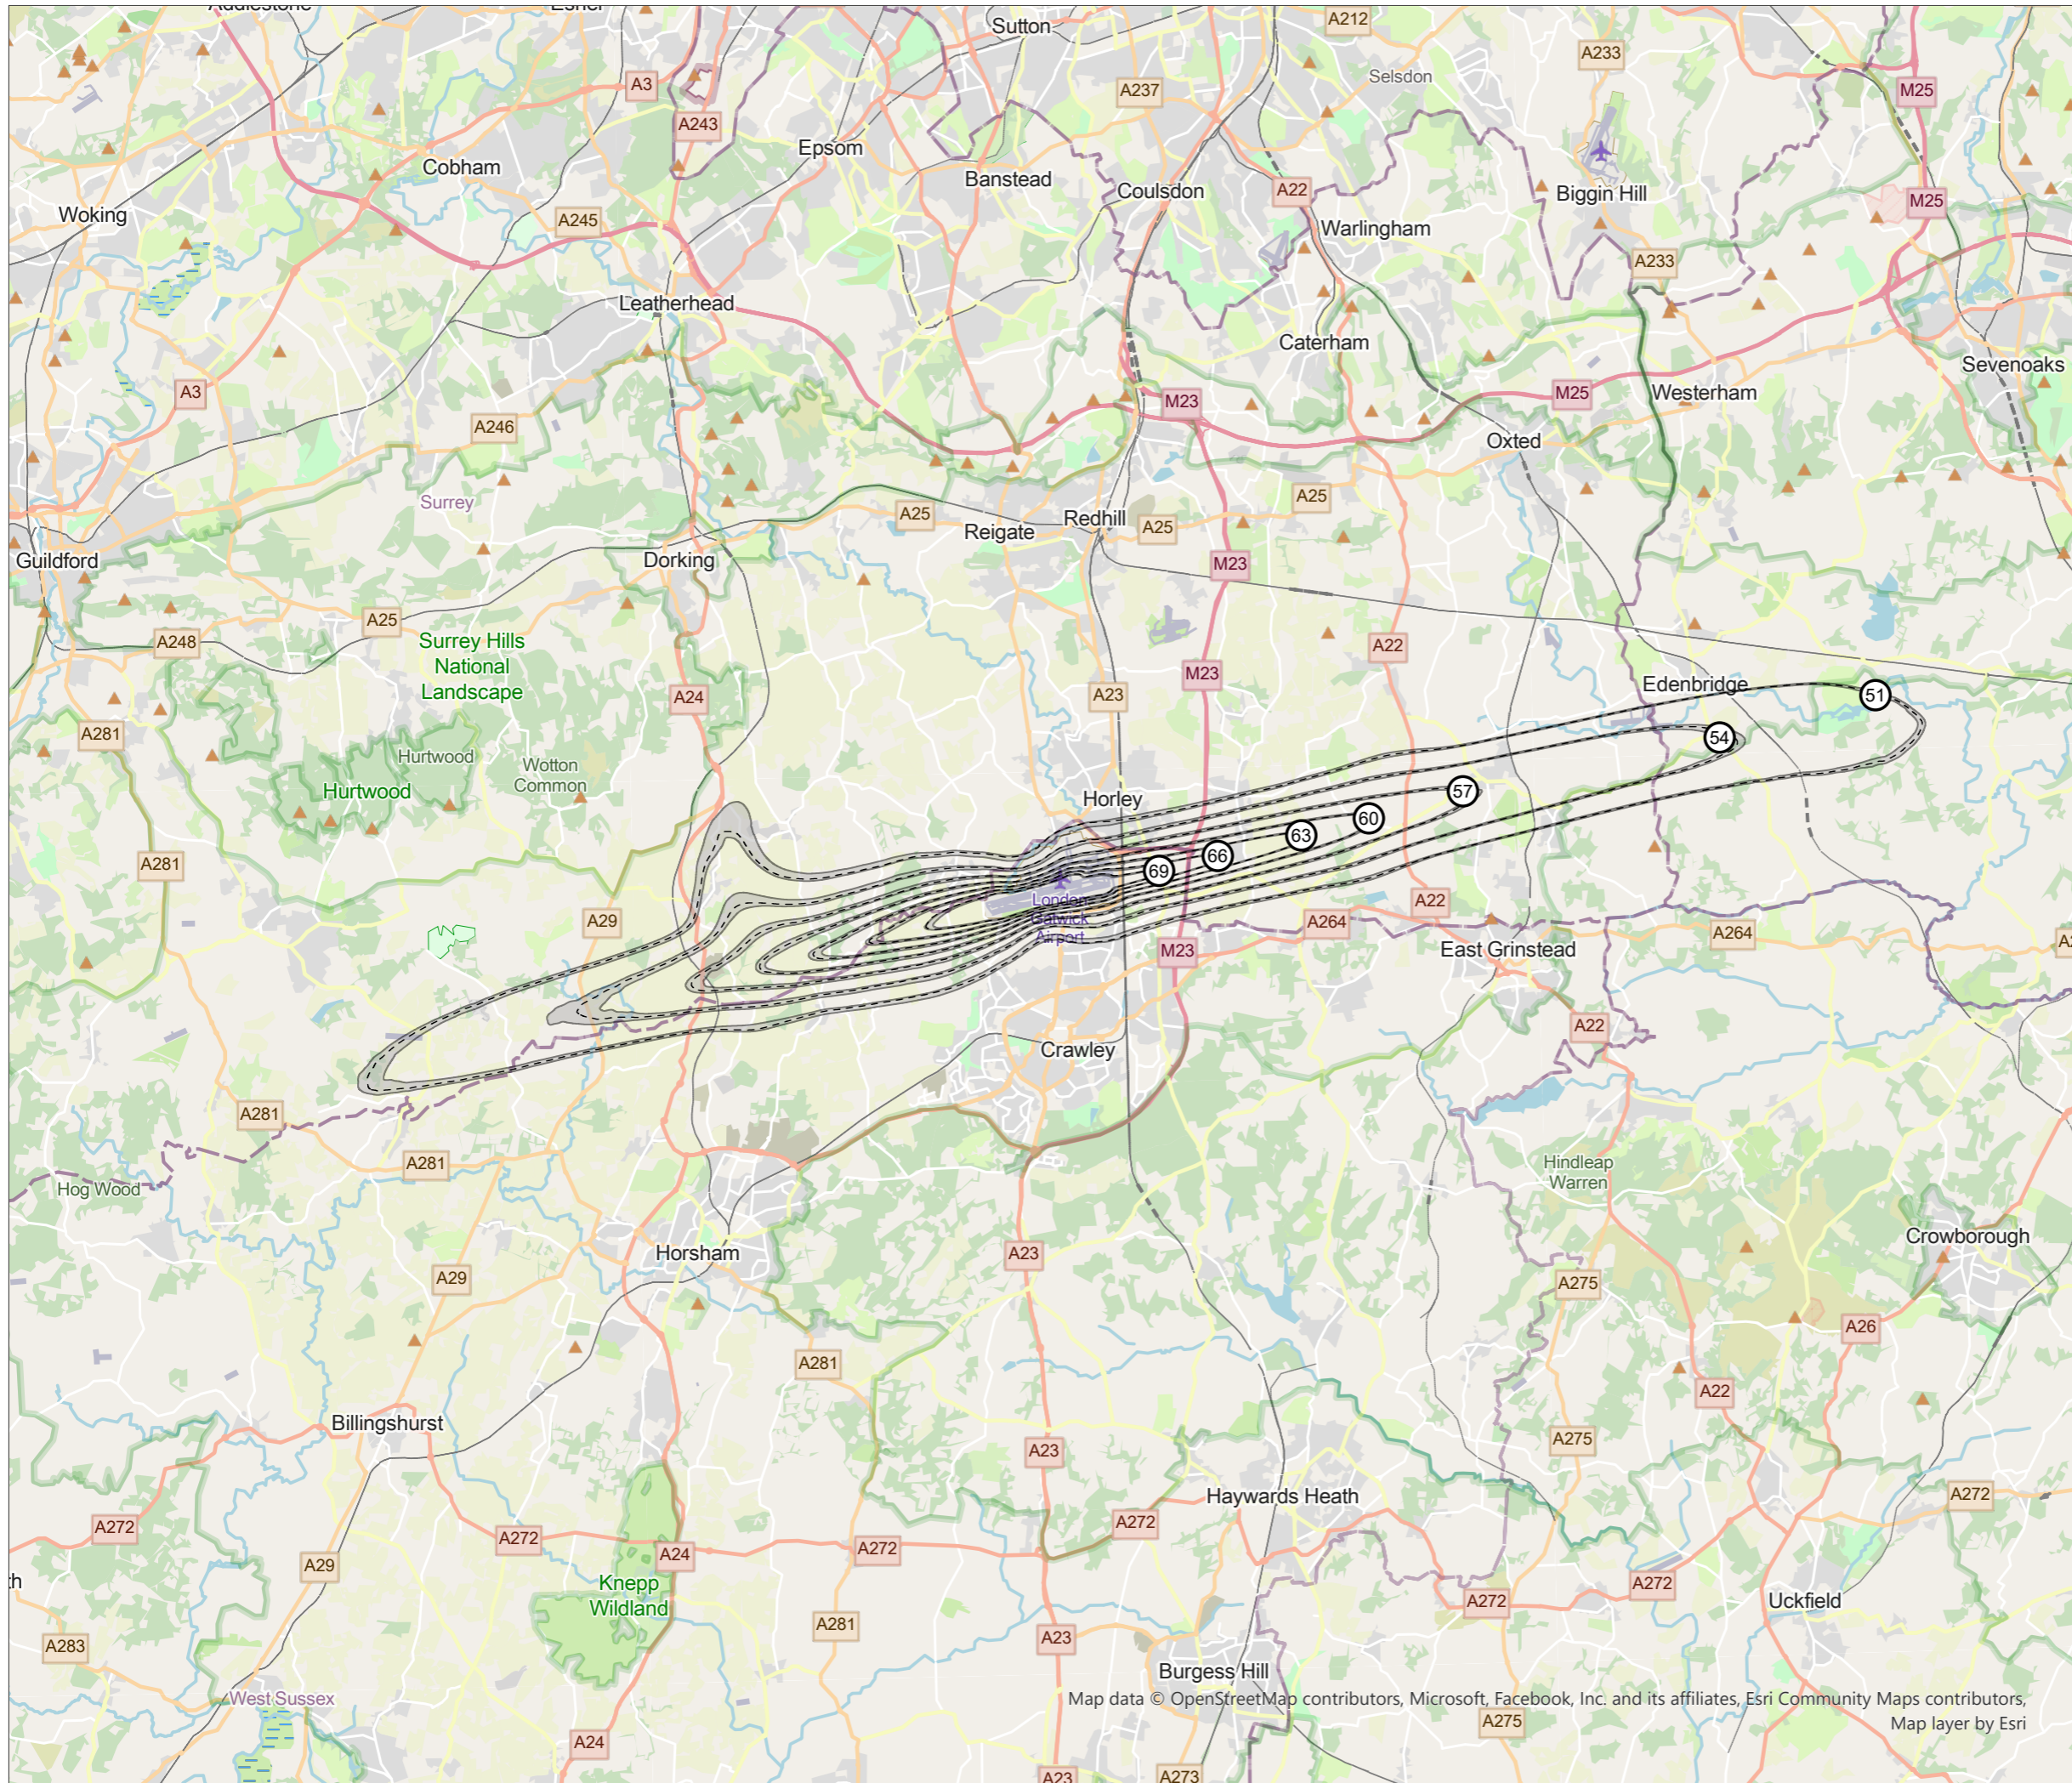 Sutton
A212
A233
Selsdon
A3
A237
M25
A243
Epsom
Cobham
Banstead
Coulsdon
A22
Biggin Hill
M25
Woking
A245
Warlingham
A233
Leatherhead
Caterham
Sevenoaks
A3
M23
M25
Westerham
A246
Oxted
Surrey
A25
A25
Redhill
A25
Reigate
Guildford
Dorking
M23
A25
A248
Surrey Hills
National
Landscape
A22
M23
Edenbridge
A24
A23
51
A281
54
Hurtwood
Wotton
Common
Hurtwood
57
Horley
60
63
66
A281
69
London
Gatwick
Airport
A29
A22
A264
A264
M23
East Grinstead
A22
Crawley
A281
A281
Hindleap
Warren
Hog Wood
Crowborough
Horsham
A23
A29
A275
A26
A281
A22
Billingshurst
A275
A23
Haywards Heath
A272
A272
A272
A272
A272
A24
A29
Knepp
Wildland
A272
A272
Uckfield
A281
A23
A283
Burgess Hill
West Sussex
Map data © OpenStreetMap contributors, Microsoft, Facebook, Inc. and its affiliates, Esri Community Maps contributors,
Map layer by Esri
A275
A24
A23
A273